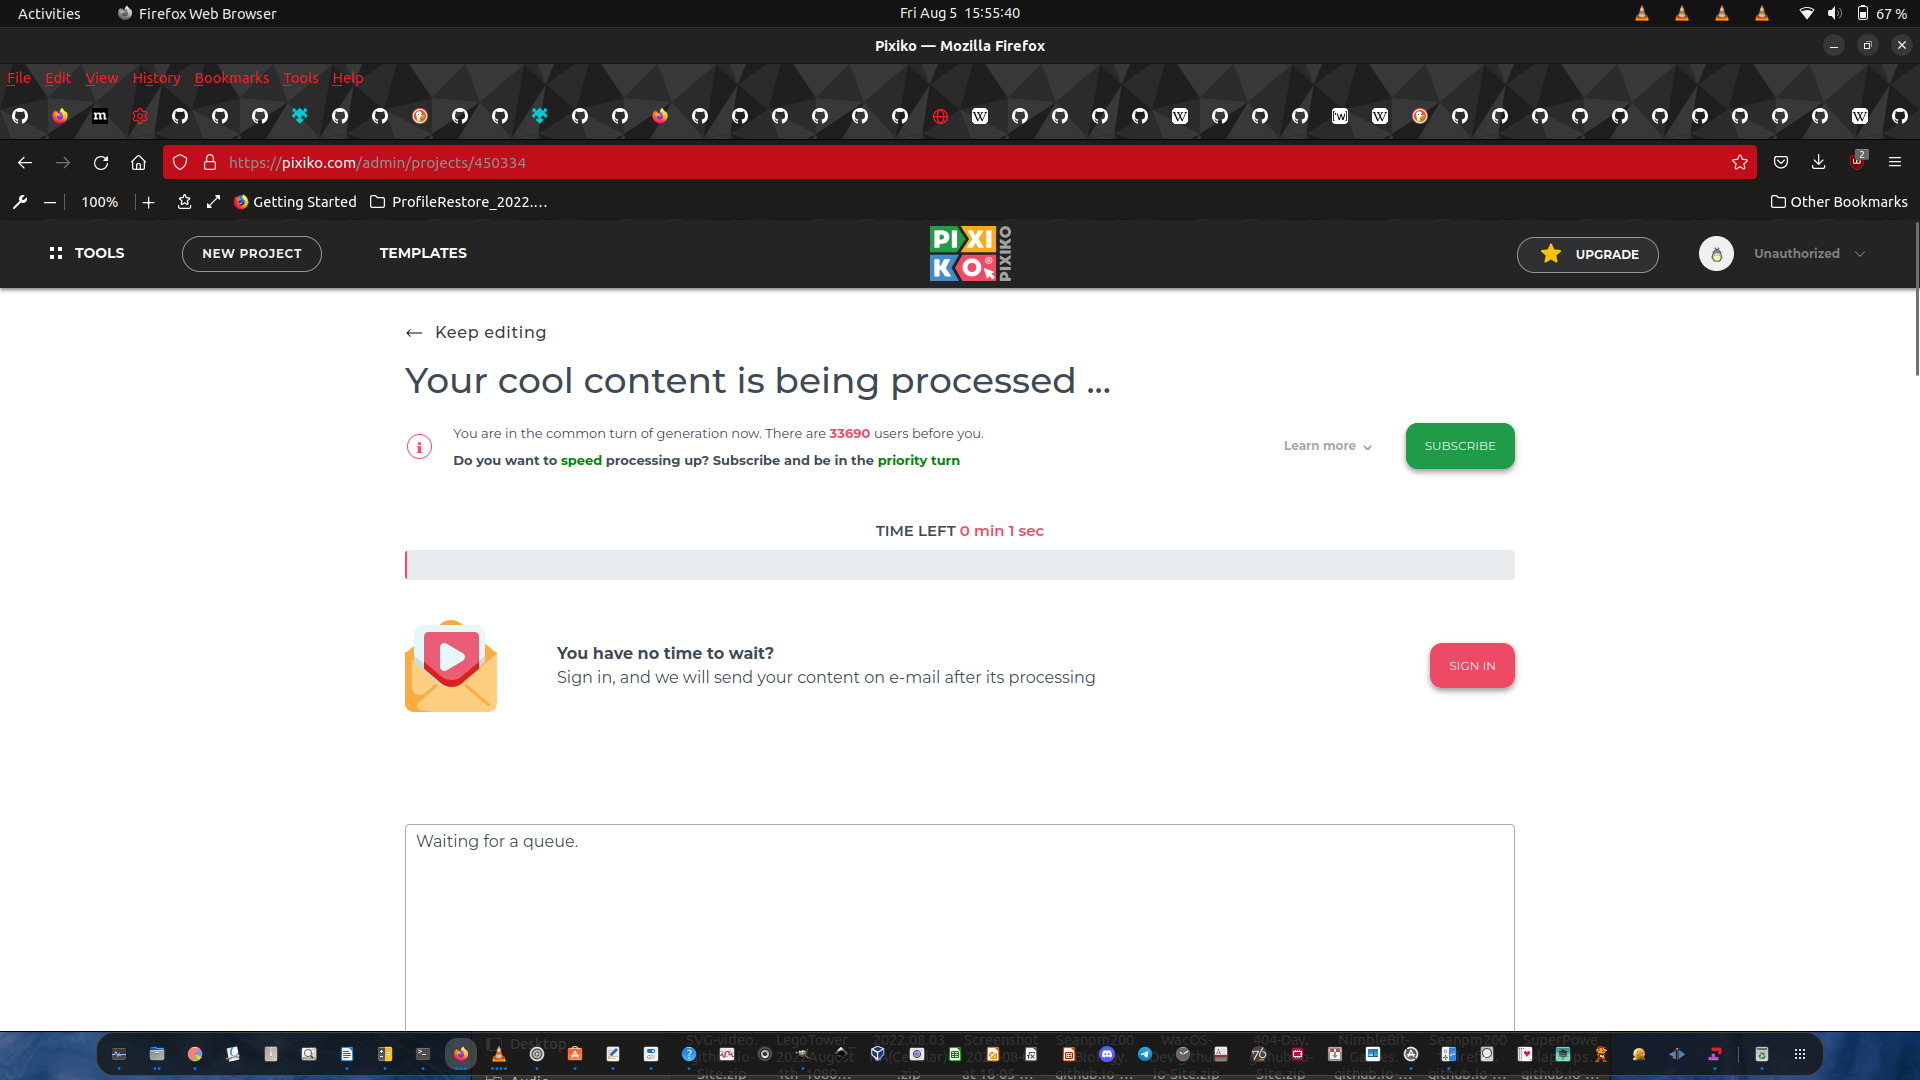 Activities Firefox Web Browser Fri Aug 5 15:55:40 67 %
Pixiko — Mozilla Firefox
File Edit View History Bookmarks Tools Help
https://pixiko.com/admin/projects/450334 2
100% Getting Started ProfileRestore_2022.… Other Bookmarks
TOOLS NEW PROJECT TEMPLATES PIXIKO® PIXIKO UPGRADE Unauthorized
Keep editing
Your cool content is being processed ...
You are in the common turn of generation now. There are 33690 users before you.
Do you want to speed processing up? Subscribe and be in the priority turn
Learn more SUBSCRIBE
TIME LEFT 0 min 1 sec
You have no time to wait?
Sign in, and we will send your content on e-mail after its processing
SIGN IN
Waiting for a queue.